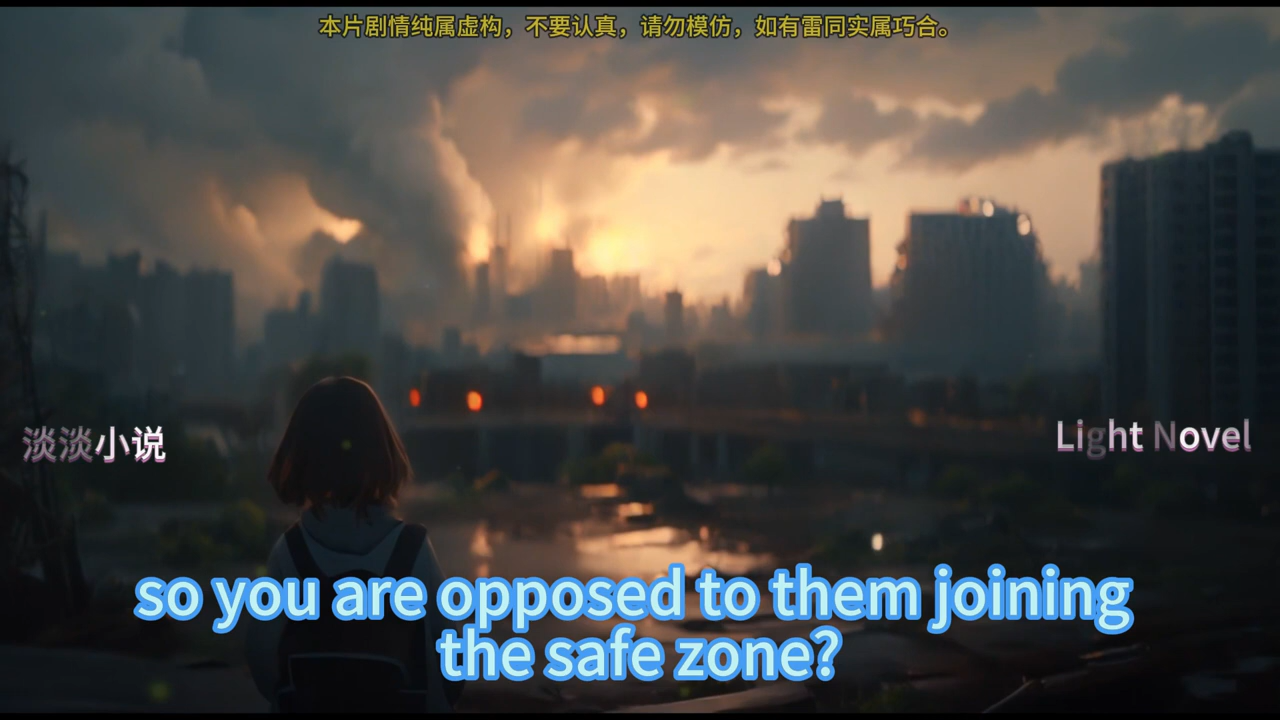 本片剧情纯属虚构，不要认真，请勿模仿，如有雷同实属巧合。
淡淡小说
Light Novel
so you are opposed to them joining
the safe zone?